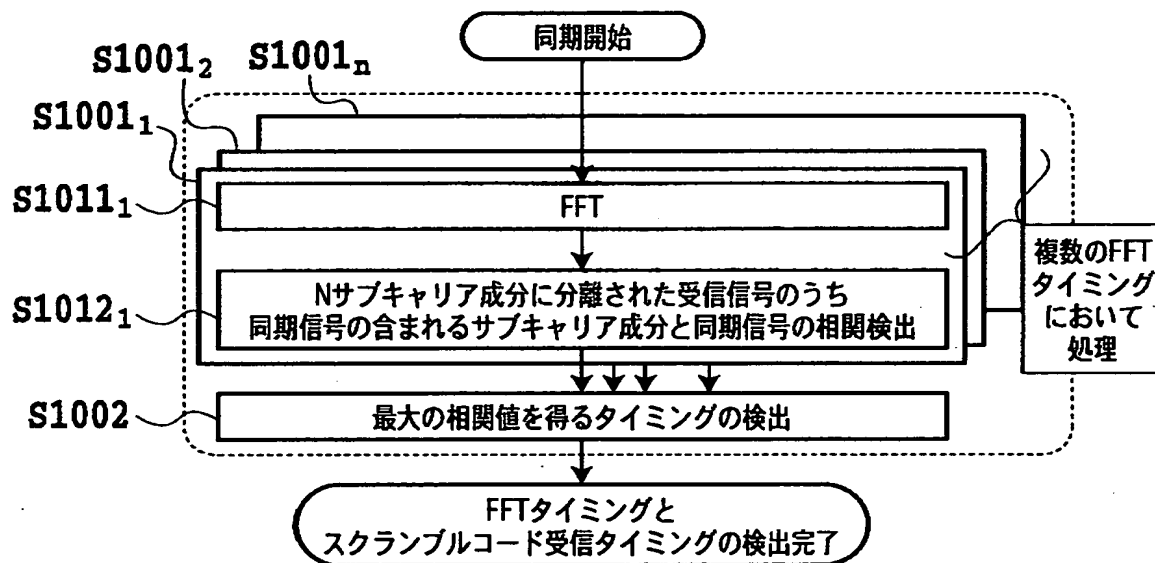 同期開始
S1001₂
S1001ₙ
S1001₁
S1011₁
FFT
S1012₁
Nサブキャリア成分に分離された受信信号のうち
同期信号の含まれるサブキャリア成分と同期信号の相関検出
複数のFFT
タイミング
において
処理
S1002
最大の相関値を得るタイミングの検出
FFTタイミングと
スクランブルコード受信タイミングの検出完了